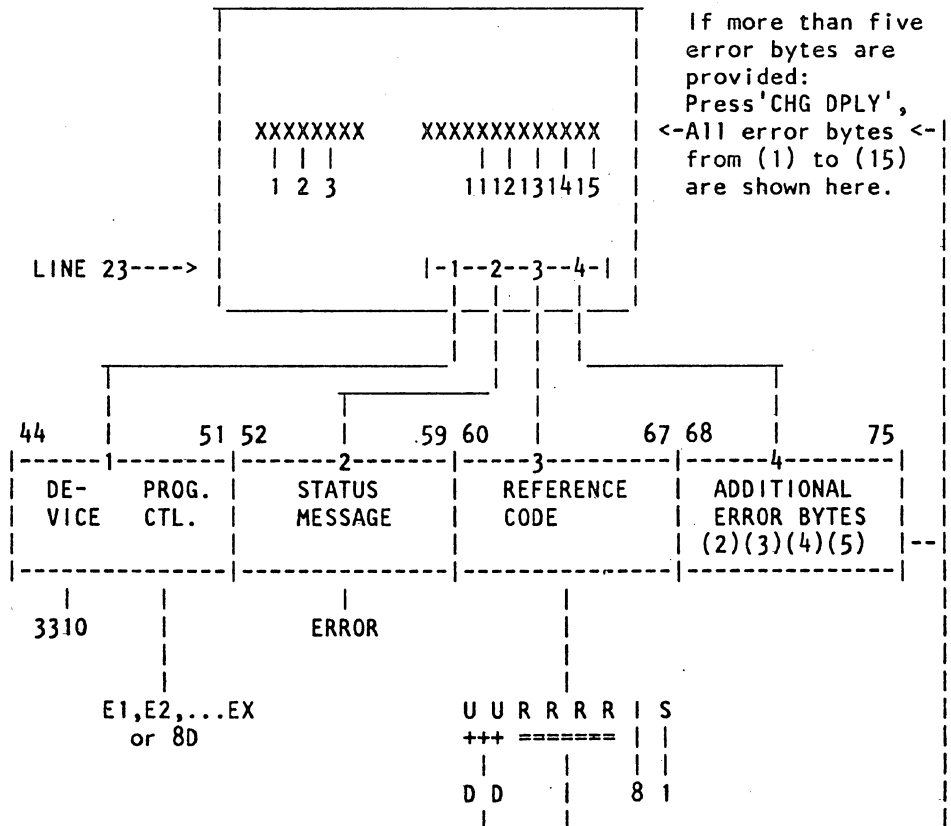 If more than five
error bytes are
provided:
Press'CHG DPLY',
XXXXXXXX XXXXXXXXXXXXX <-All error bytes <-
from (1) to (15)
1 2 3 1112131415 are shown here.
LINE 23----> |-1--2--3--4-|
44 51 52 59 60 67 68 75
1 2 3 4
DE- PROG. STATUS REFERENCE ADDITIONAL
VICE CTL. MESSAGE CODE ERROR BYTES
(2)(3)(4)(5)
3310 ERROR
E1,E2,...EX U U R R R R I S
or 8D +++ =======
D D 8 1